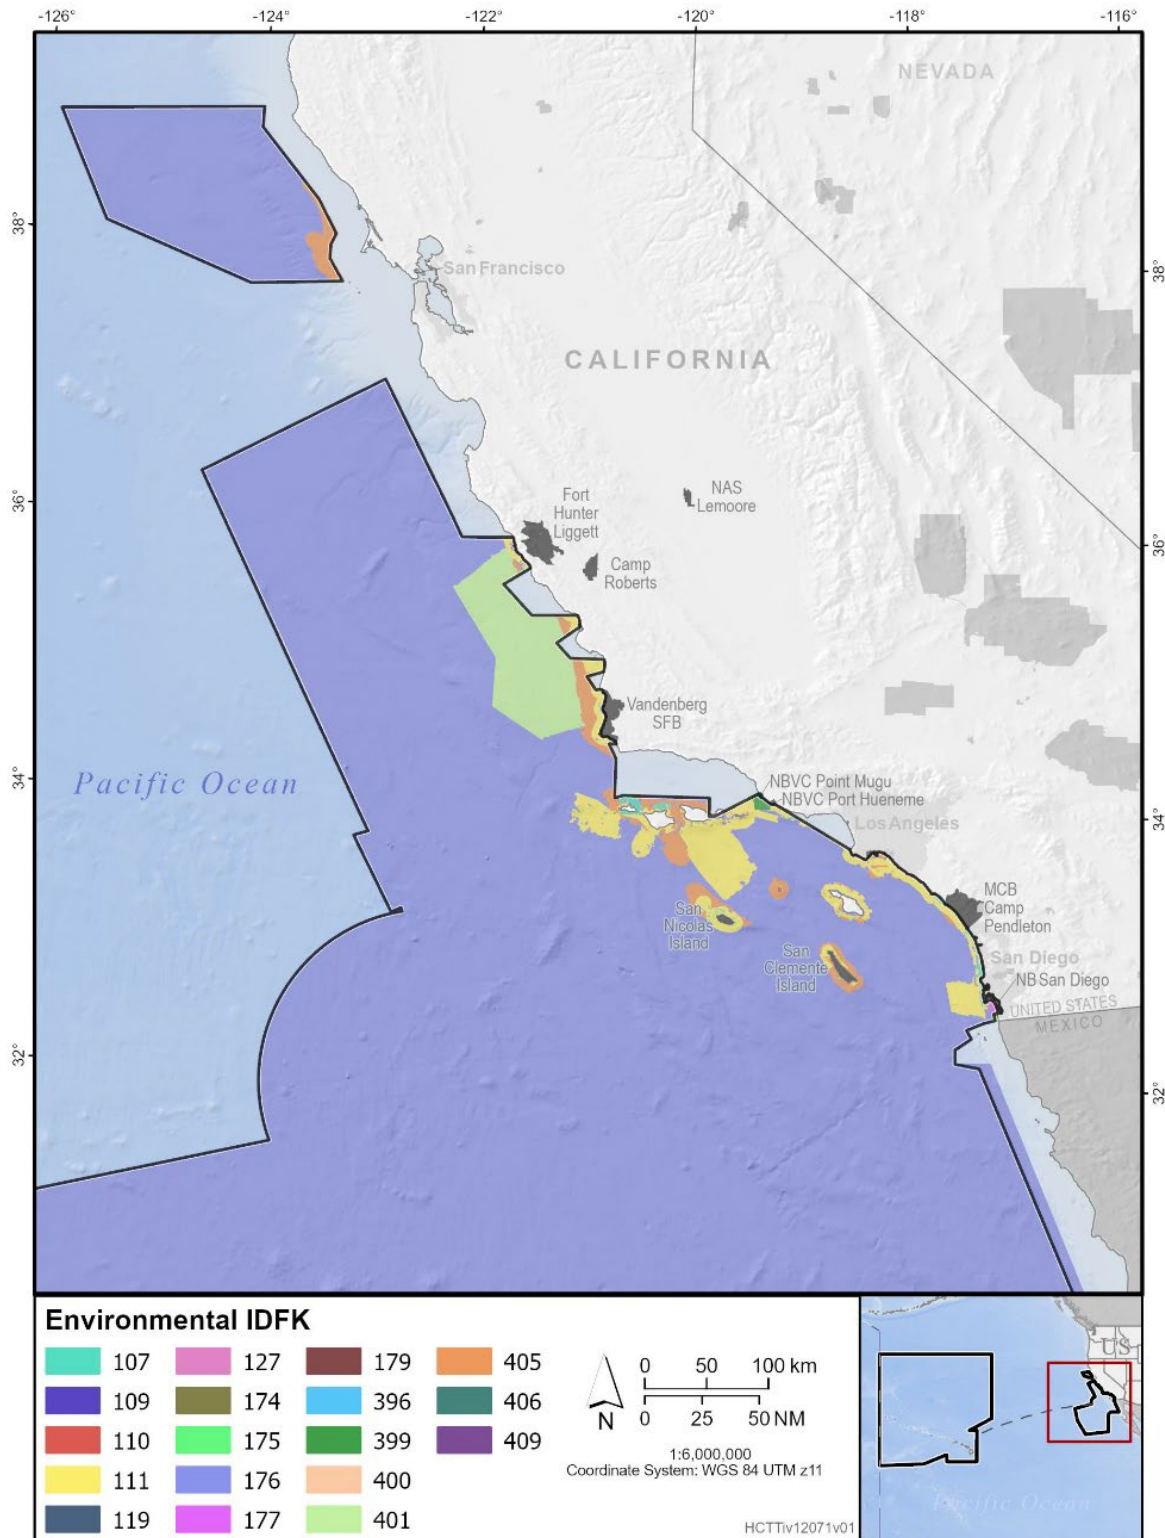 -126°
-124°
-122°
-120°
-118°
-116°
NEVADA
38°
San Francisco
38°
CALIFORNIA
36°
Fort
Hunter
Liggett
NAS
Lemoore
36°
Camp
Roberts
Vandenberg
SFB
34°
Pacific Ocean
NBVC Point Mugu
NBVC Port Hueneme
34°
Los Angeles
MCB
Camp
Pendleton
San
Nicolas
Island
San
Clemente
Island
San Diego
NB San Diego
UNITED STATES
MEXICO
32°
32°
Environmental IDFK
107
109
110
111
119
127
174
175
176
177
179
396
399
400
401
405
406
409
N
0 50 100 km
0 25 50 NM
1:6,000,000
Coordinate System: WGS 84 UTM z11
HCTTiv12071v01
US
Pacific Ocean